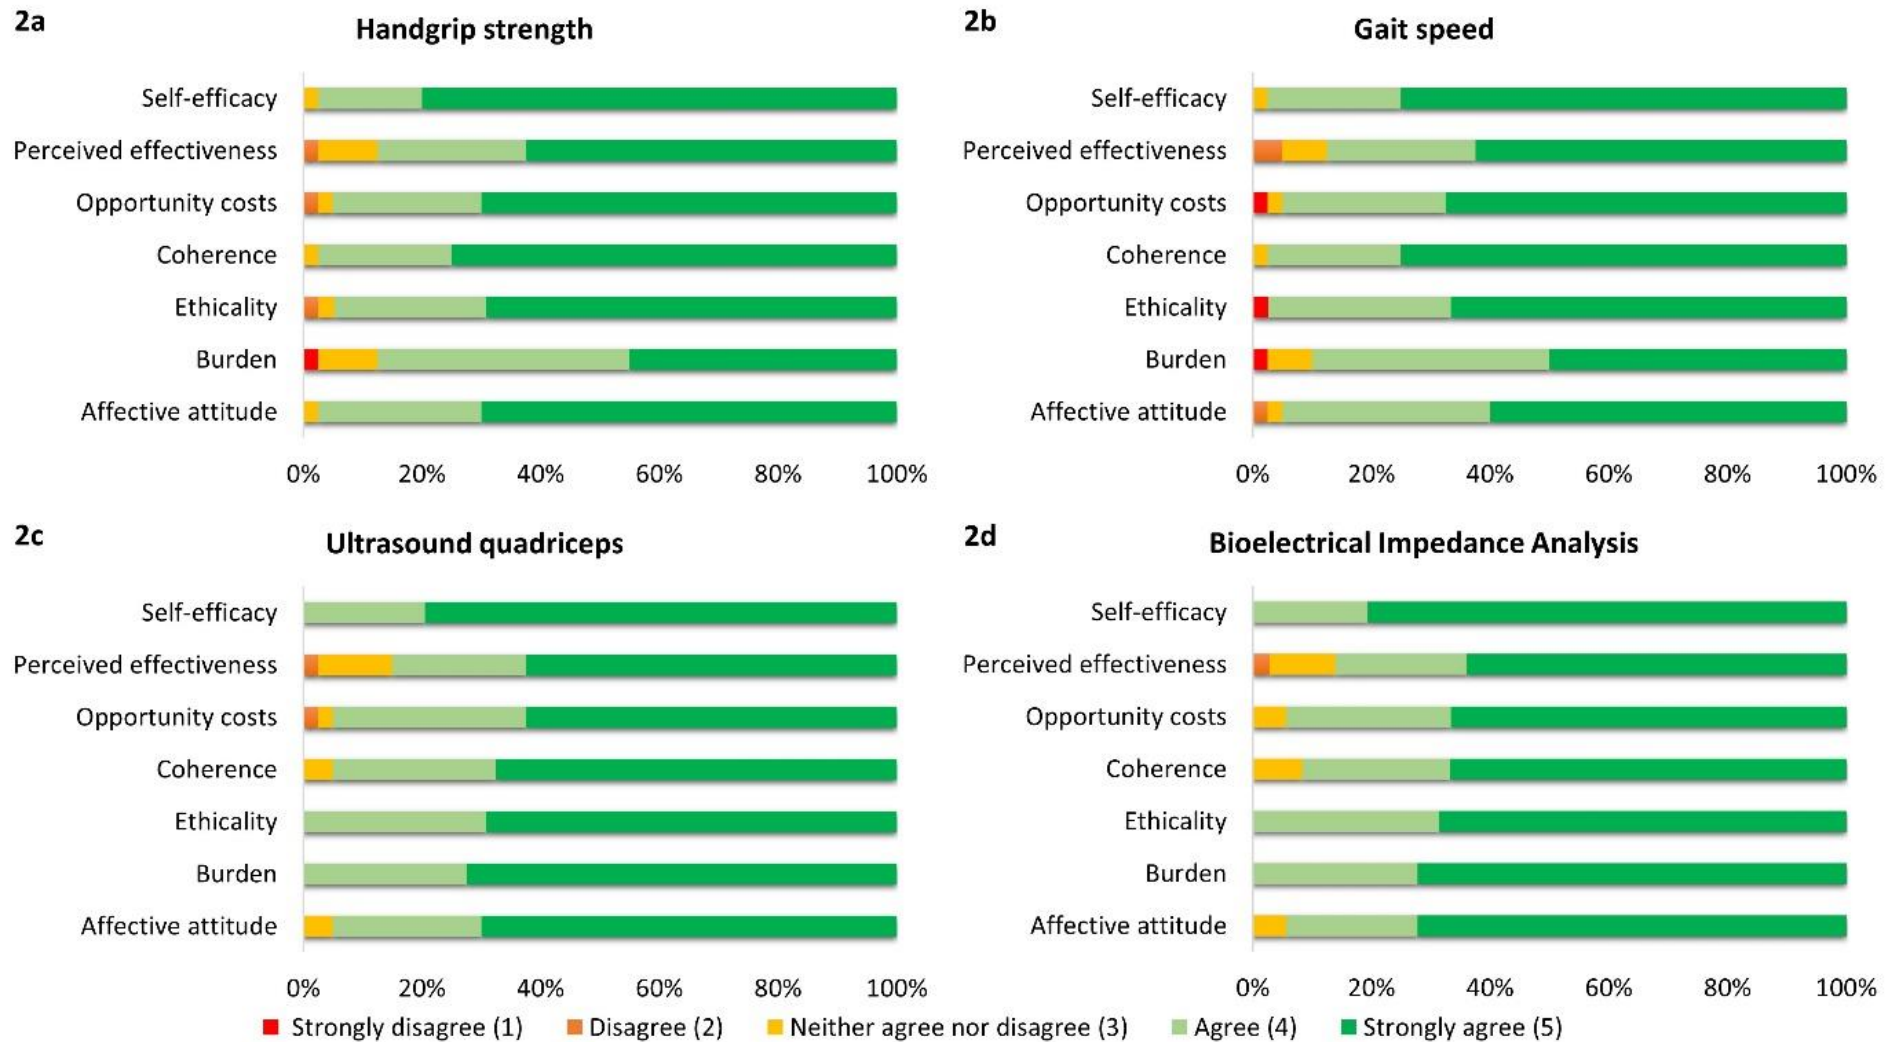 2a
Handgrip strength
Self-efficacy
Perceived effectiveness
Opportunity costs
Coherence
Ethicality
Burden
Affective attitude
0% 20% 40% 60% 80% 100%
2b
Gait speed
Self-efficacy
Perceived effectiveness
Opportunity costs
Coherence
Ethicality
Burden
Affective attitude
0% 20% 40% 60% 80% 100%
2c
Ultrasound quadriceps
Self-efficacy
Perceived effectiveness
Opportunity costs
Coherence
Ethicality
Burden
Affective attitude
0% 20% 40% 60% 80% 100%
2d
Bioelectrical Impedance Analysis
Self-efficacy
Perceived effectiveness
Opportunity costs
Coherence
Ethicality
Burden
Affective attitude
0% 20% 40% 60% 80% 100%
Strongly disagree (1) Disagree (2) Neither agree nor disagree (3) Agree (4) Strongly agree (5)